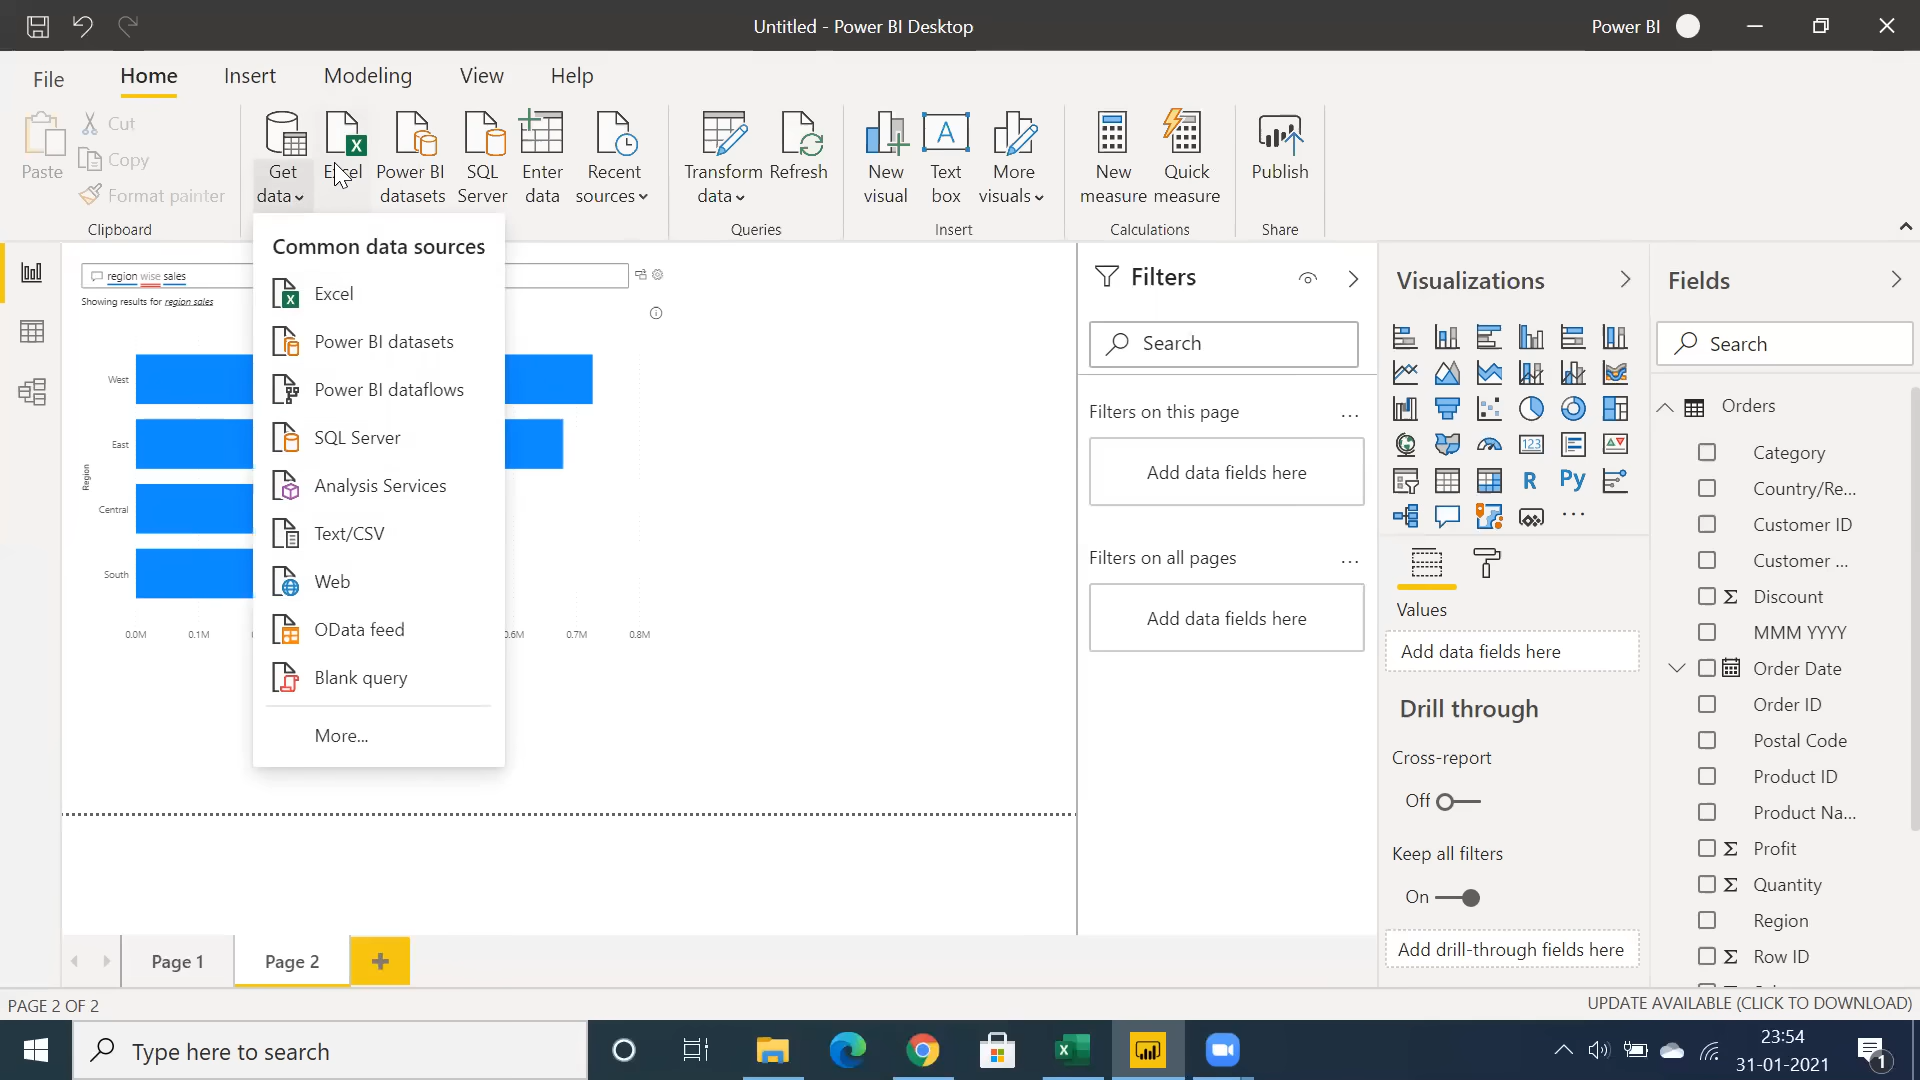 Untitled - Power BI Desktop
Power BI
File
Home
Insert
Modeling
View
Help
Paste
Cut
Copy
Format painter
Clipboard
Get data
Excel
Power BI datasets
SQL Server
Enter data
Recent sources
Transform data
Refresh
Queries
New visual
Text box
More visuals
Insert
New measure
Quick measure
Calculations
Publish
Share
Common data sources
Excel
Power BI datasets
Power BI dataflows
SQL Server
Analysis Services
Text/CSV
Web
OData feed
Blank query
More...
region wise sales
Showing results for region sales
Region
West
East
Central
South
0.0M
0.1M
0.6M
0.7M
0.8M
Filters
Search
Filters on this page
...
Add data fields here
Filters on all pages
...
Add data fields here
Visualizations
123
R
Py
...
Values
Add data fields here
Drill through
Cross-report
Off
Keep all filters
On
Add drill-through fields here
Fields
Search
Orders
Category
Country/Re...
Customer ID
Customer ...
Discount
MMM YYYY
Order Date
Order ID
Postal Code
Product ID
Product Na...
Profit
Quantity
Region
Row ID
Page 1
Page 2
PAGE 2 OF 2
UPDATE AVAILABLE (CLICK TO DOWNLOAD)
Type here to search
23:54
31-01-2021
1